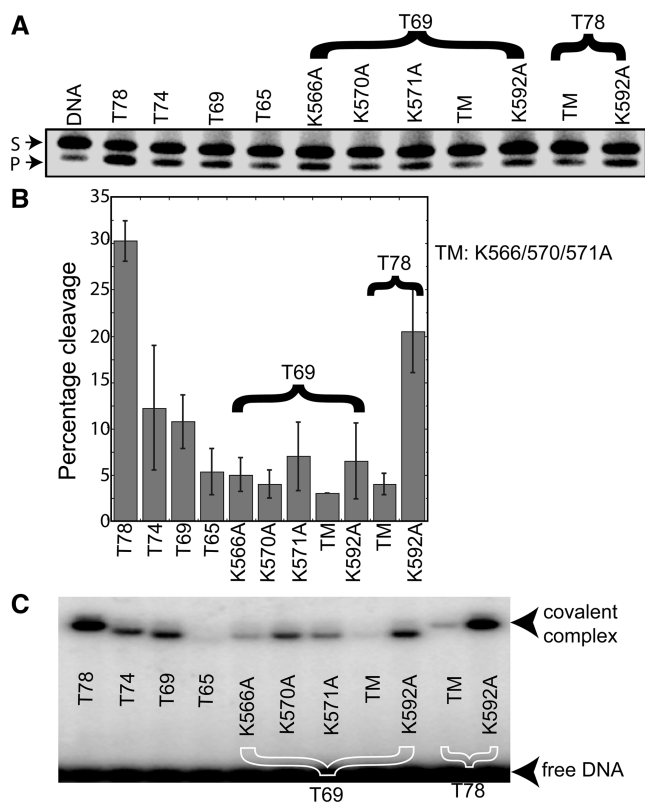 A
T69
T78
DNA
T78
T74
T69
T65
K566A
K570A
K571A
TM
K592A
TM
K592A
S
P
B
Percentage cleavage
35
30
25
20
15
10
5
0
T69
T78
TM: K566/570/571A
T78
T74
T69
T65
K566A
K570A
K571A
TM
K592A
TM
K592A
C
covalent
complex
T78
T74
T69
T65
K566A
K570A
K571A
TM
K592A
TM
K592A
free DNA
T69
T78